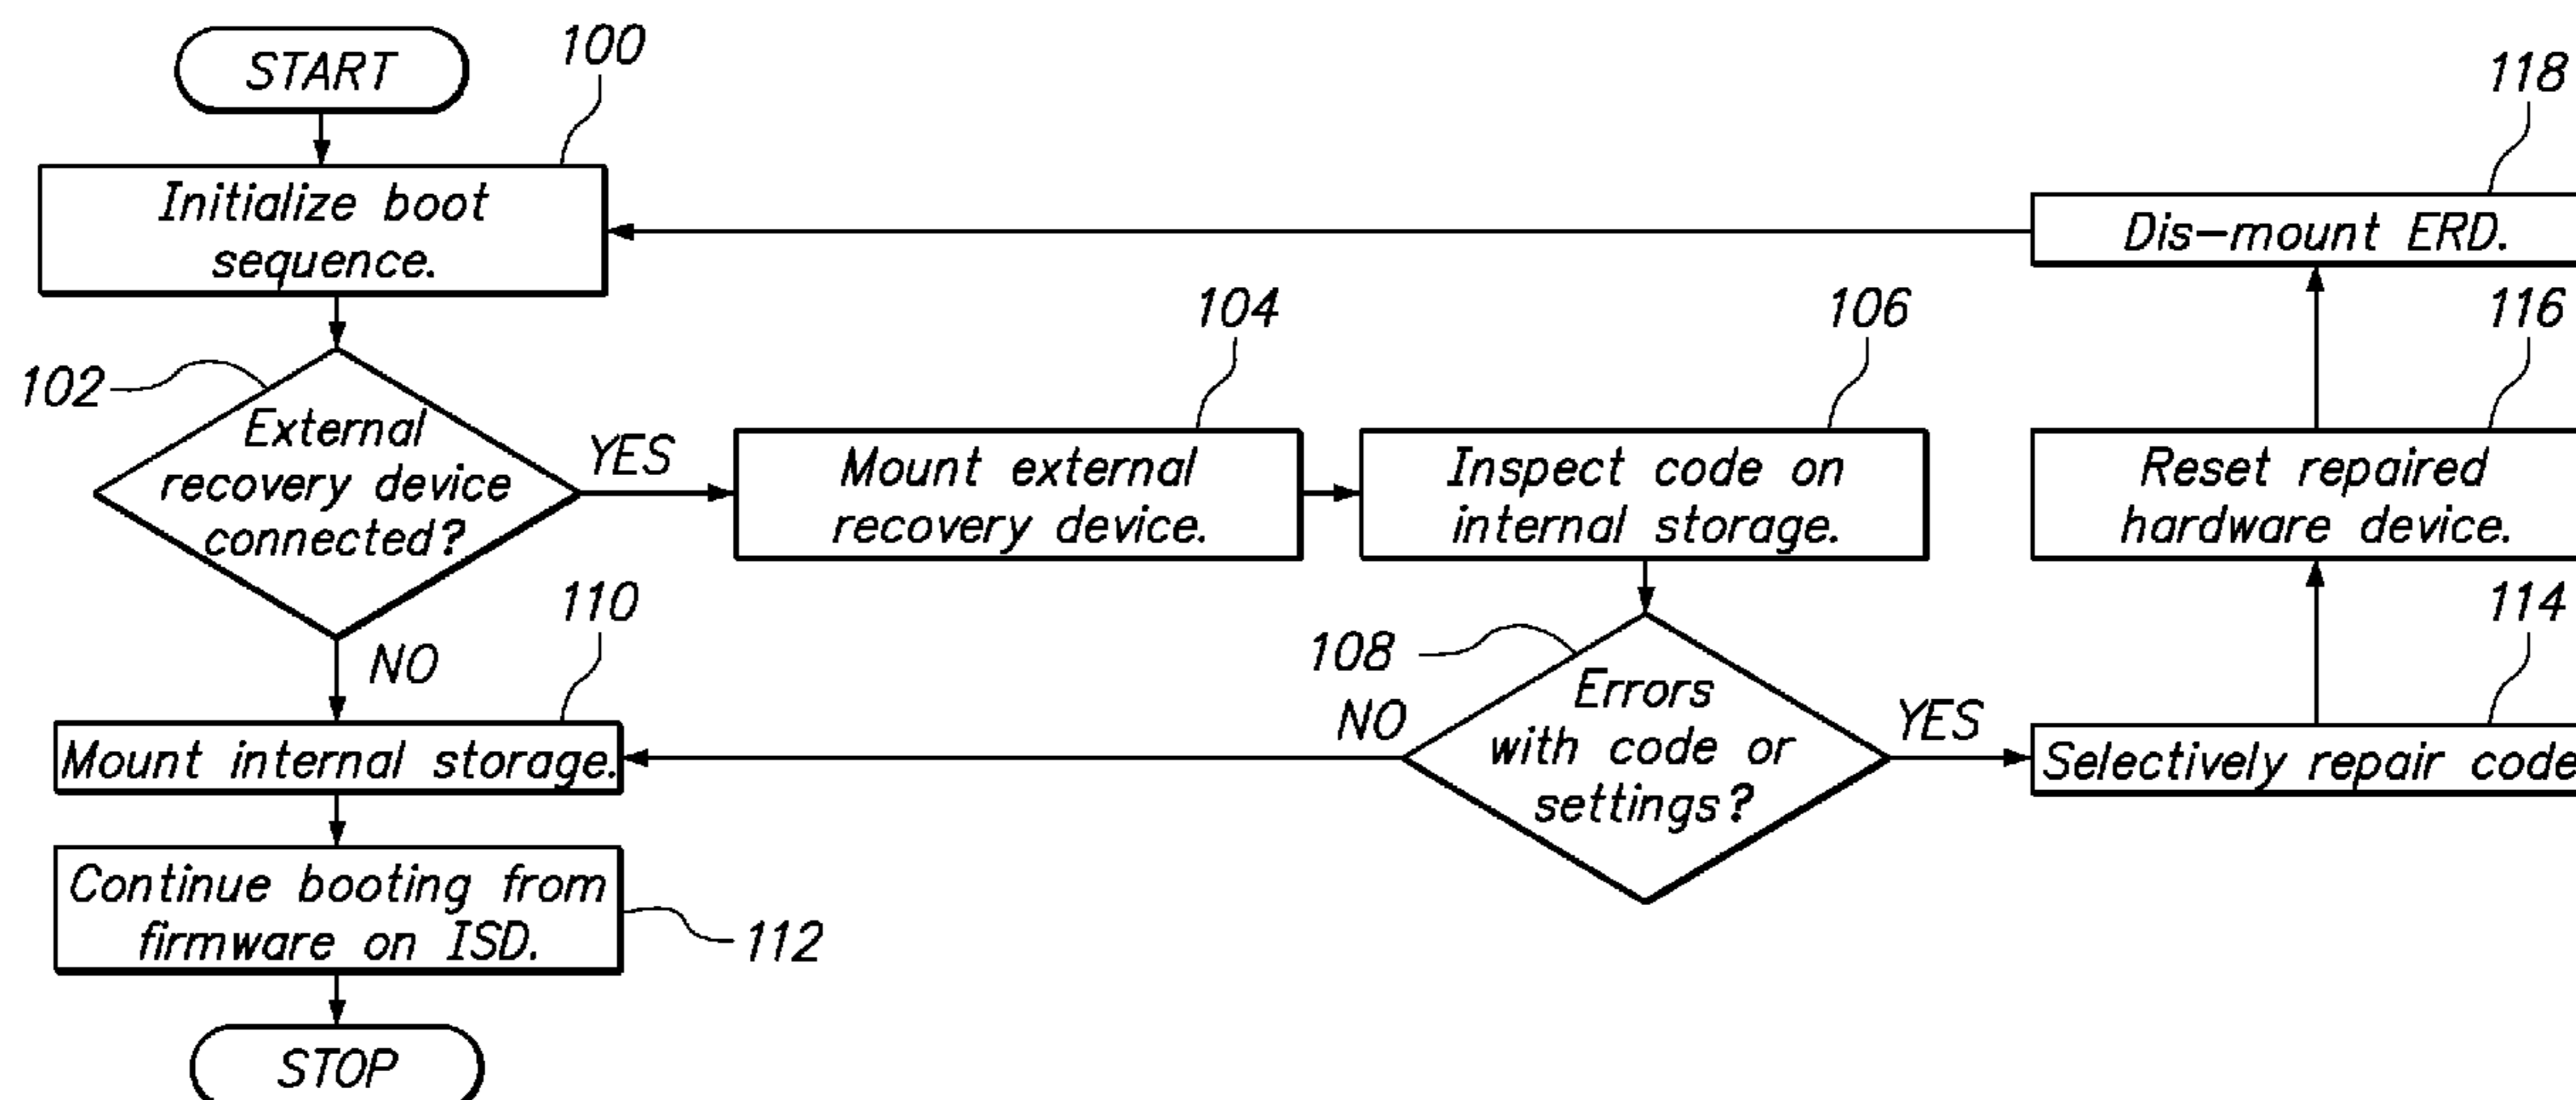 START
100
Initialize boot
sequence.
118
Dis-mount ERD.
102
External
recovery device
connected?
YES
104
Mount external
recovery device.
106
Inspect code on
internal storage.
116
Reset repaired
hardware device.
NO
110
Mount internal storage.
108
Errors
with code or
settings?
NO
YES
114
Selectively repair code
Continue booting from
firmware on ISD.
112
STOP